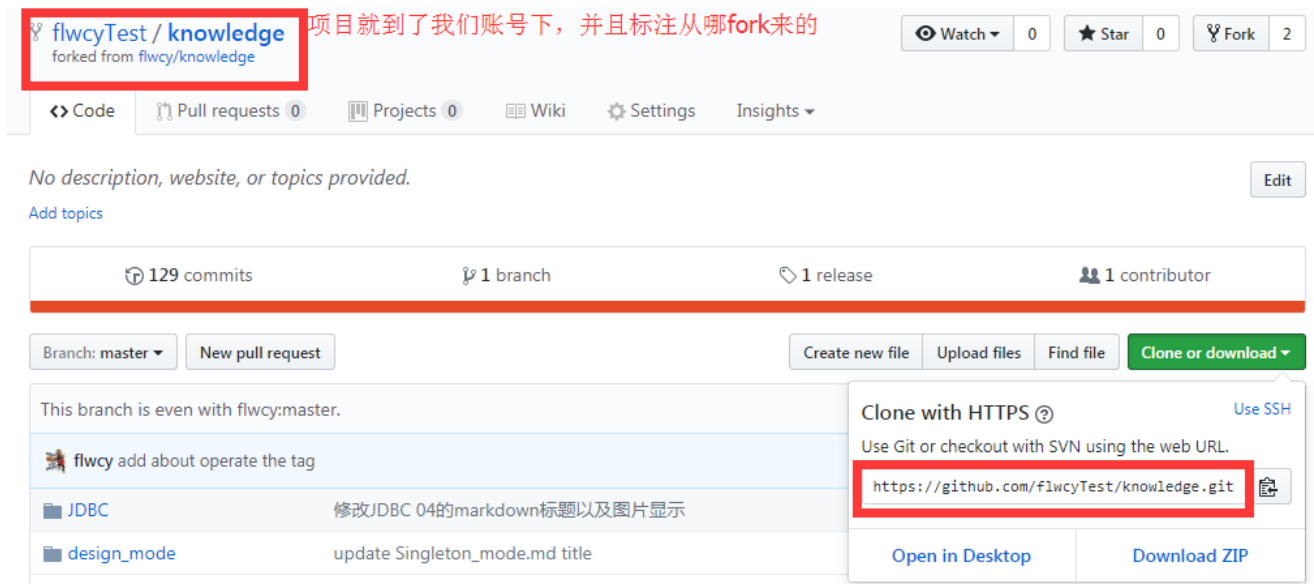 flwcyTest / knowledge
项目就到了我们账号下，并且标注从哪fork来的
Watch 0
Star 0
Fork 2
forked from flwcy/knowledge
Code
Pull requests 0
Projects 0
Wiki
Settings
Insights
No description, website, or topics provided.
Edit
Add topics
129 commits
1 branch
1 release
1 contributor
Branch: master
New pull request
Create new file
Upload files
Find file
Clone or download
This branch is even with flwcy:master.
Clone with HTTPS
Use SSH
Use Git or checkout with SVN using the web URL.
flwcy add about operate the tag
https://github.com/flwcyTest/knowledge.git
JDBC
修改JDBC 04的markdown标题以及图片显示
design_mode
update Singleton_mode.md title
Open in Desktop
Download ZIP